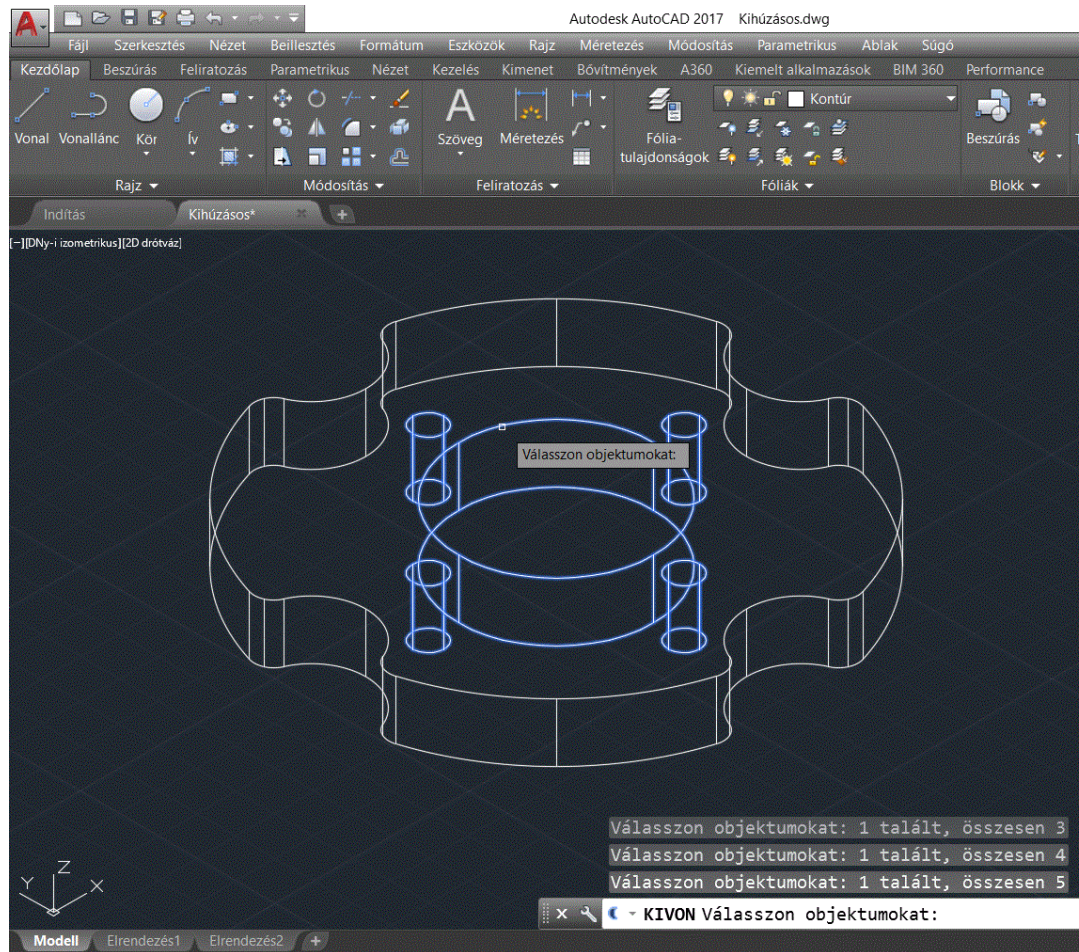 Autodesk AutoCAD 2017 Kihúzásos.dwg
Fájl Szerkesztés Nézet Beillesztés Formátum Eszközök Rajz Méretezés Módosítás Parametrikus Ablak Súgó
Kezdőlap Beszúrás Feliratozás Parametrikus Nézet Kezelés Kimenet Bővítmények A360 Kiemelt alkalmazások BIM 360 Performance
Kontúr
Vonal Vonallánc Kör Ív Szöveg Méretezés Fólia-
tulajdonságok Beszúrás
Rajz Módosítás Feliratozás Fóliák Blokk
Indítás Kihúzásos* +
[−][DNy-i izometrikus][2D drótváz]
Válasszon objektumokat:
Válasszon objektumokat: 1 talált, összesen 3
Válasszon objektumokat: 1 talált, összesen 4
Válasszon objektumokat: 1 talált, összesen 5
Z
Y X
KIVON Válasszon objektumokat:
Modell Elrendezés1 Elrendezés2 +